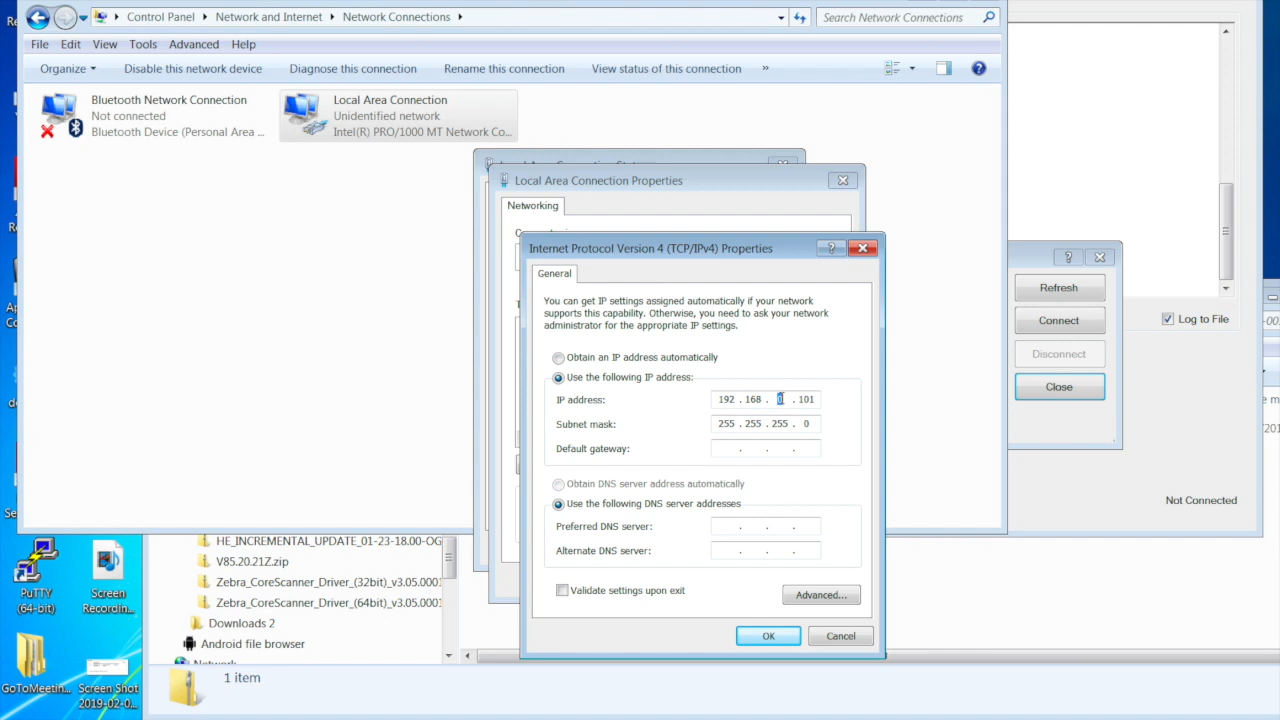 Control Panel
Network and Internet
Network Connections
Search Network Connections
File
Edit
View
Tools
Advanced
Help
Organize
Disable this network device
Diagnose this connection
Rename this connection
View status of this connection
»
Bluetooth Network Connection
Not connected
Bluetooth Device (Personal Area ...
Local Area Connection
Unidentified network
Intel(R) PRO/1000 MT Network Co...
Local Area Connection Properties
Networking
Internet Protocol Version 4 (TCP/IPv4) Properties
General
You can get IP settings assigned automatically if your network
supports this capability. Otherwise, you need to ask your network
administrator for the appropriate IP settings.
Obtain an IP address automatically
Use the following IP address:
IP address:
192 . 168 . 0 . 101
Subnet mask:
255 . 255 . 255 . 0
Default gateway:
Obtain DNS server address automatically
Use the following DNS server addresses
Preferred DNS server:
Alternate DNS server:
Validate settings upon exit
Advanced...
OK
Cancel
Refresh
Connect
Disconnect
Close
Log to File
Not Connected
HE_INCREMENTAL_UPDATE_01-23-18.00-OG
V85.20.21Z.zip
Zebra_CoreScanner_Driver_(32bit)_v3.05.0001
Zebra_CoreScanner_Driver_(64bit)_v3.05.0001
Downloads 2
Android file browser
Network
1 item
PuTTY
(64-bit)
Screen
Recordin...
GoToMeetin...
Screen Shot
2019-02-0...